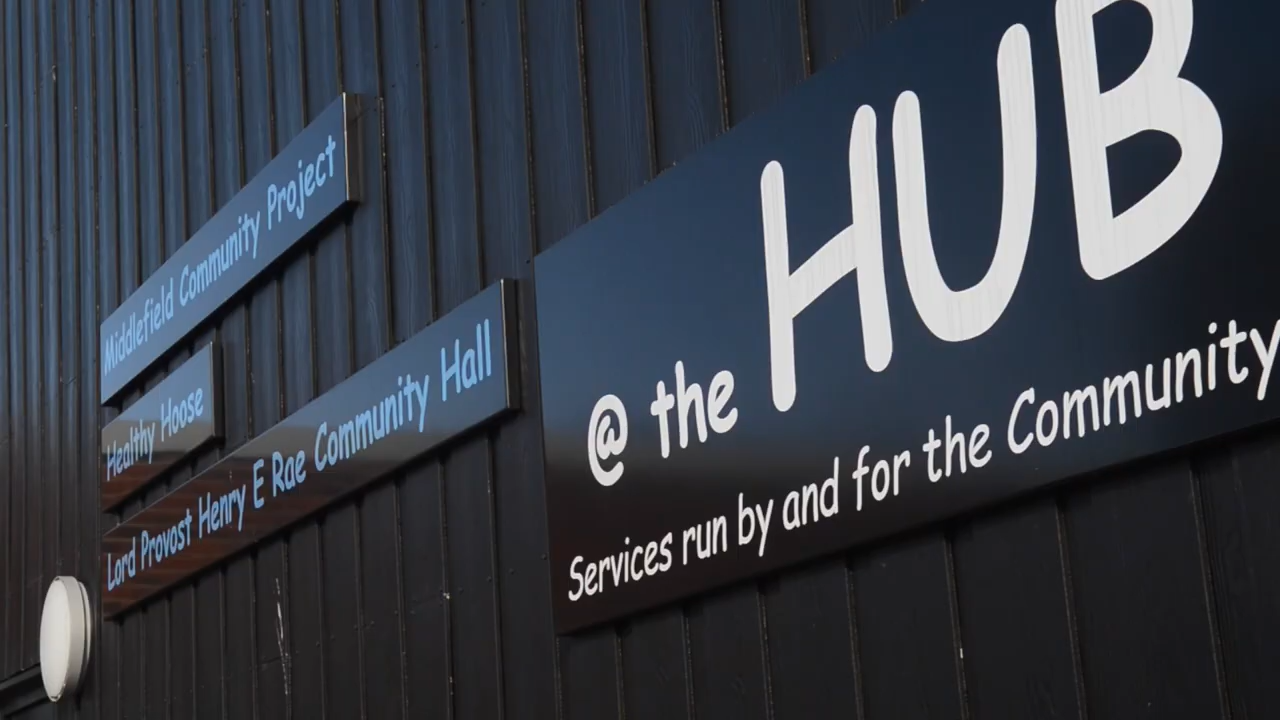 Middlefield Community Project
Healthy Hoose
Lord Provost Henry E Rae Community Hall
@ the HUB
Services run by and for the Community